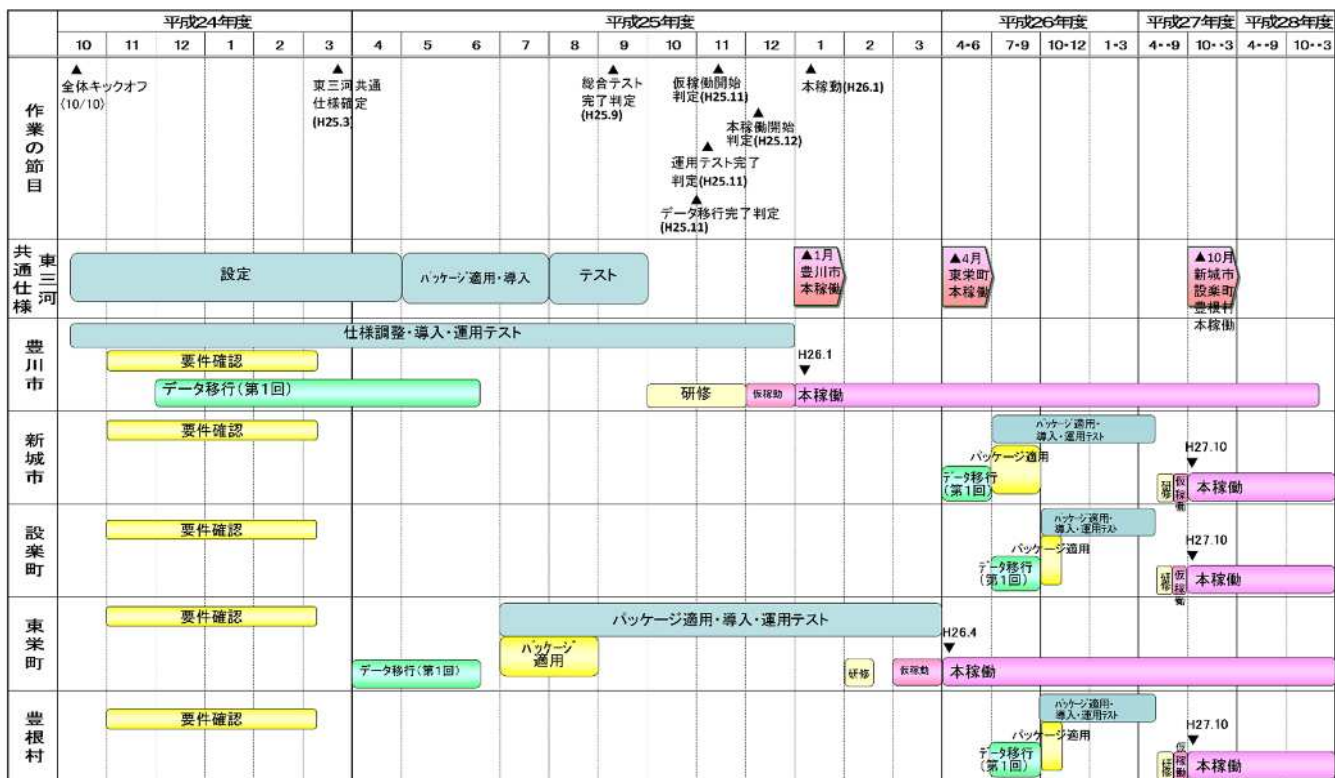 平成24年度 平成25年度 平成26年度 平成27年度 平成28年度
10 11 12 1 2 3 4 5 6 7 8 9 10 11 12 1 2 3 4・6 7・9 10・12 1・3 4・・9 10・・3 4・・9 10・・3
作業の節目
▲
全体キックオフ
(10/10)
▲
東三河共通
仕様確定
(H25.3)
▲
総合テスト
完了判定
(H25.9)
▲
仮稼働開始
判定(H25.11)
▲
本稼動(H26.1)
▲
本稼働開始
判定(H25.12)
▲
運用テスト完了
判定(H25.11)
▲
データ移行完了判定
(H25.11)
東三河
共通仕様
設定
パッケージ適用・導入
テスト
▲1月
豊川市
本稼働
▲4月
東栄町
本稼働
▲10月
新城市
設楽町
豊根村
本稼働
豊川市
仕様調整・導入・運用テスト
要件確認
データ移行(第1回)
研修
仮稼動
H26.1
▼
本稼働
新城市
要件確認
パッケージ適用・
導入・運用テスト
パッケージ適用
データ移行
(第1回)
研修
仮稼働
H27.10
▼
本稼働
設楽町
要件確認
パッケージ適用・
導入・運用テスト
パッケージ適用
データ移行
(第1回)
研修
仮稼働
H27.10
▼
本稼働
東栄町
要件確認
パッケージ適用・導入・運用テスト
パッケージ
適用
データ移行(第1回)
研修
仮稼動
H26.4
▼
本稼働
豊根村
要件確認
パッケージ適用・
導入・運用テスト
パッケージ適用
データ移行
(第1回)
研修
仮稼働
H27.10
▼
本稼働